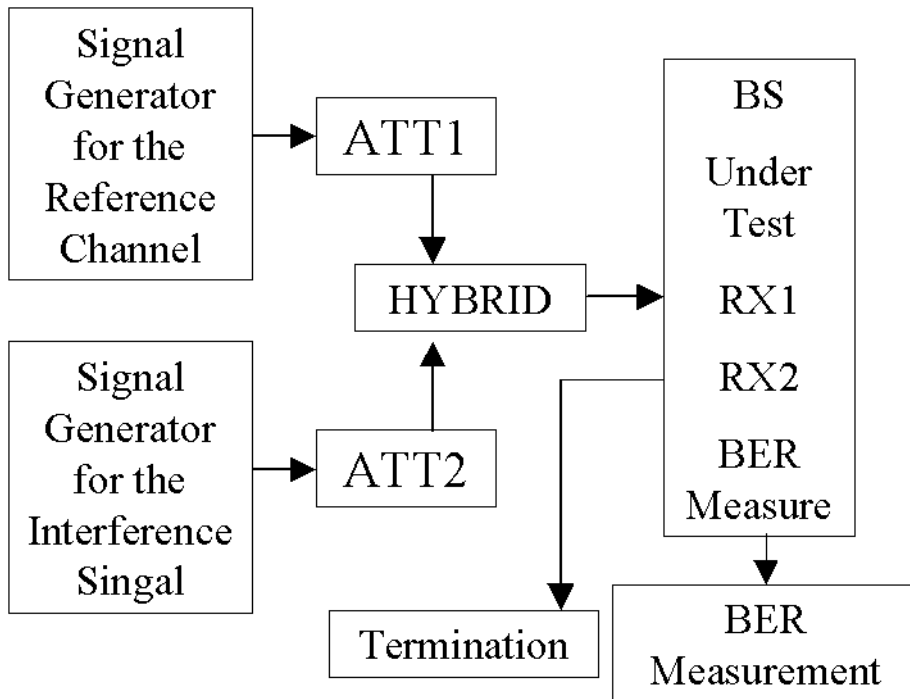 Signal
Generator
for the
Reference
Channel
ATT1
HYBRID
Signal
Generator
for the
Interference
Singal
ATT2
BS
Under
Test
RX1
RX2
BER
Measure
Termination
BER
Measurement